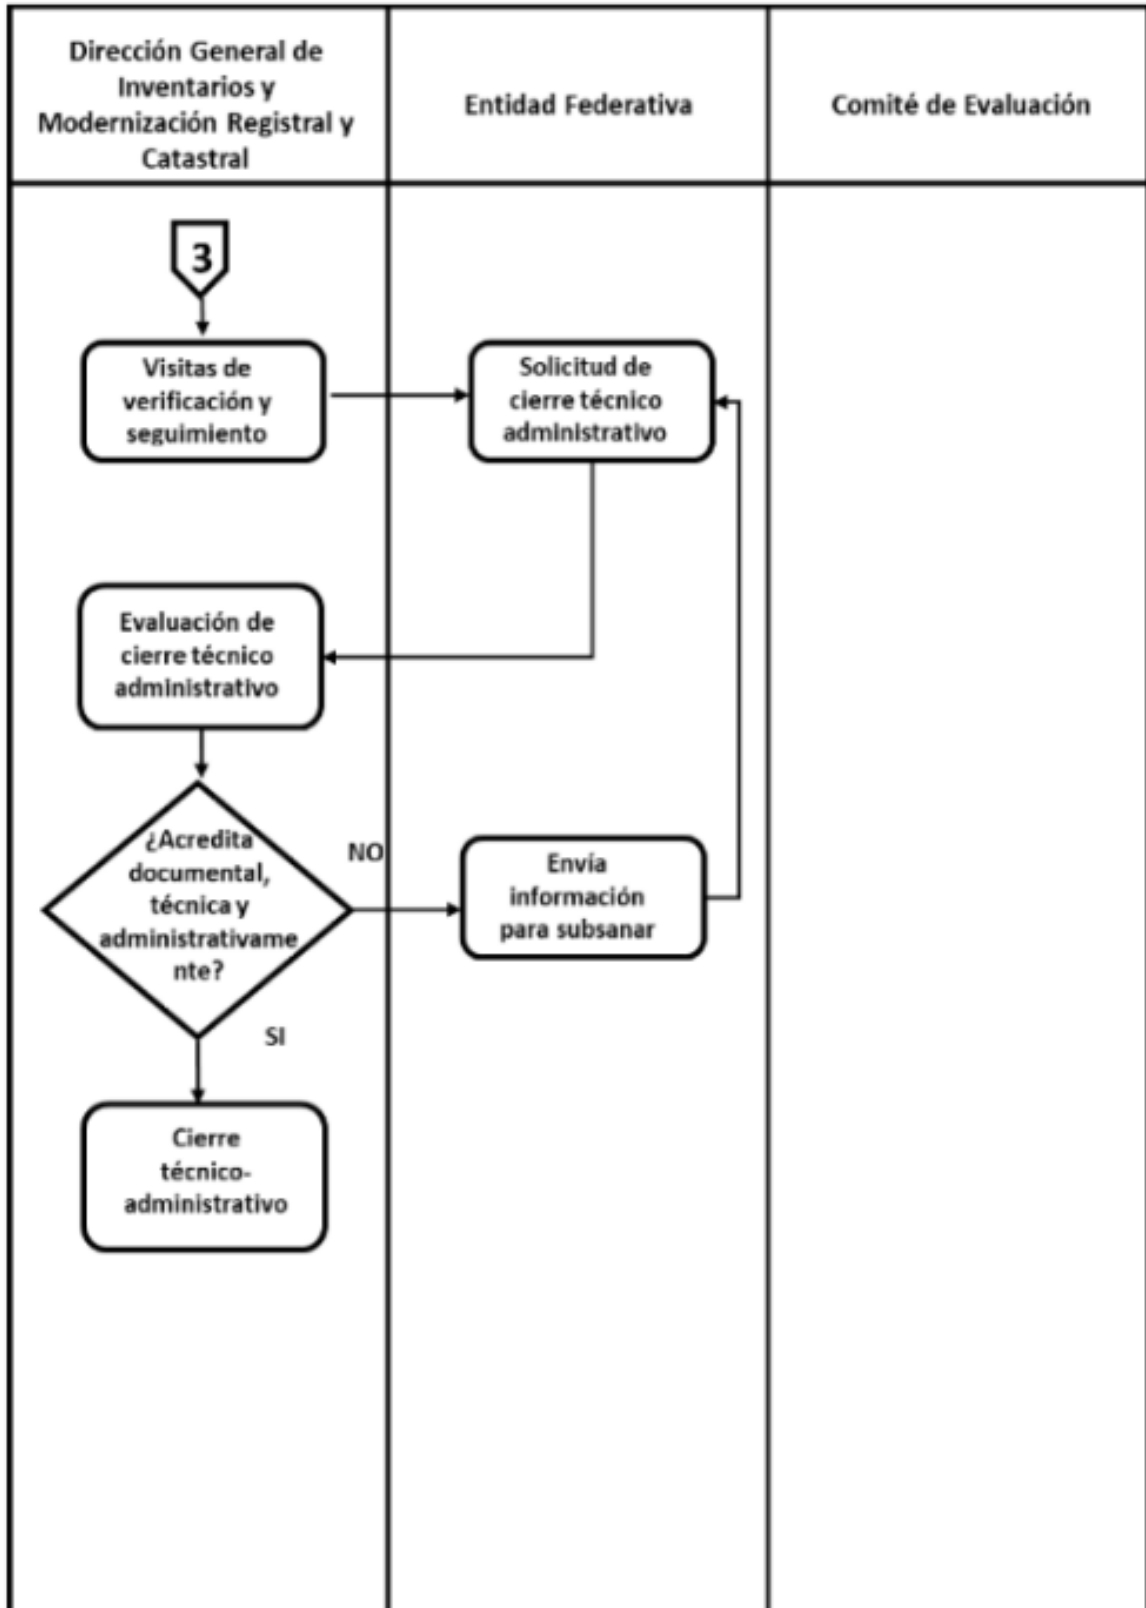 Dirección General de
Inventarios y
Modernización Registral y
Catastral
Entidad Federativa
Comité de Evaluación
3
Visitas de
verificación y
seguimiento
Solicitud de
cierre técnico
administrativo
Evaluación de
cierre técnico
administrativo
¿Acredita
documental,
técnica y
administrativame
nte?
NO
Envía
información
para subsanar
SI
Cierre
técnico-
administrativo